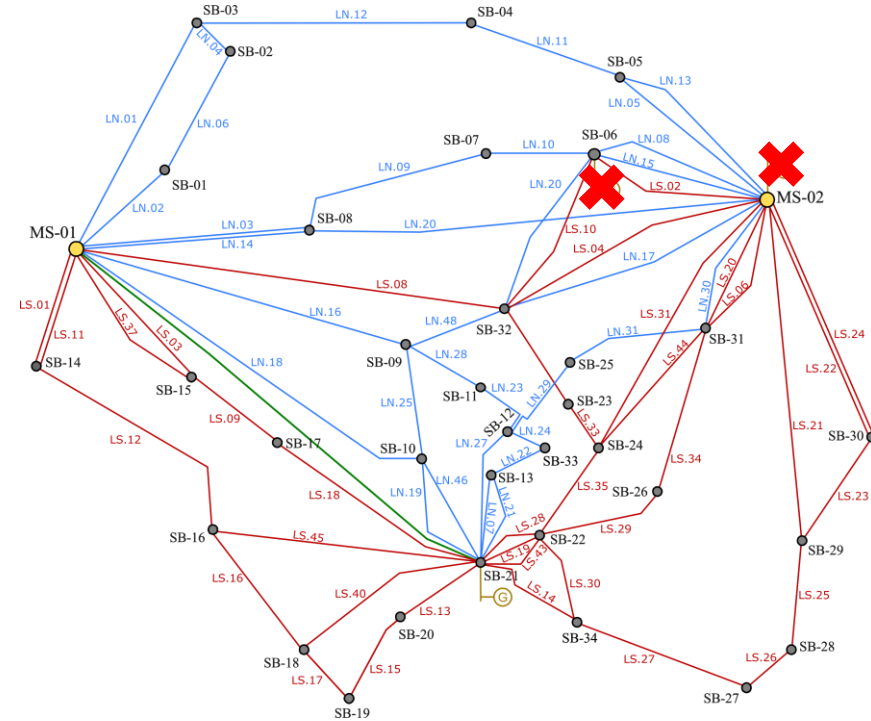 SB-03
LN.12
SB-04
LN.04
SB-02
LN.11
SB-05
LN.13
LN.05
LN.01
LN.06
SB-07
LN.10
SB-06
LN.08
LN.15
LN.09
SB-01
LN.02
LN.20
LS.02
MS-02
LN.03
LN.14
SB-08
LN.20
LS.10
LS.04
LN.17
MS-01
LS.08
LS.20
LS.06
LN.30
LS.31
LN.16
LN.48
SB-32
LN.31
SB-31
LS.44
LS.24
LS.22
LS.01
LS.11
LS.37
LS.03
LN.18
SB-09
LN.28
SB-25
SB-14
SB-15
SB-11
LN.23
LN.29
SB-23
LN.25
LS.09
SB-12
LS.33
LS.21
SB-17
LN.27
LN.24
SB-24
SB-30
LS.12
SB-10
LN.46
LN.22
SB-33
LS.18
LN.19
SB-13
LS.35
SB-26
LS.34
LS.23
LN.07
LN.21
SB-16
LS.45
LS.28
SB-22
LS.29
SB-29
LS.19
LS.43
SB-21
LS.16
LS.40
G
LS.14
LS.30
LS.25
LS.13
SB-20
SB-34
SB-18
LS.27
LS.26
SB-28
LS.17
LS.15
SB-27
SB-19